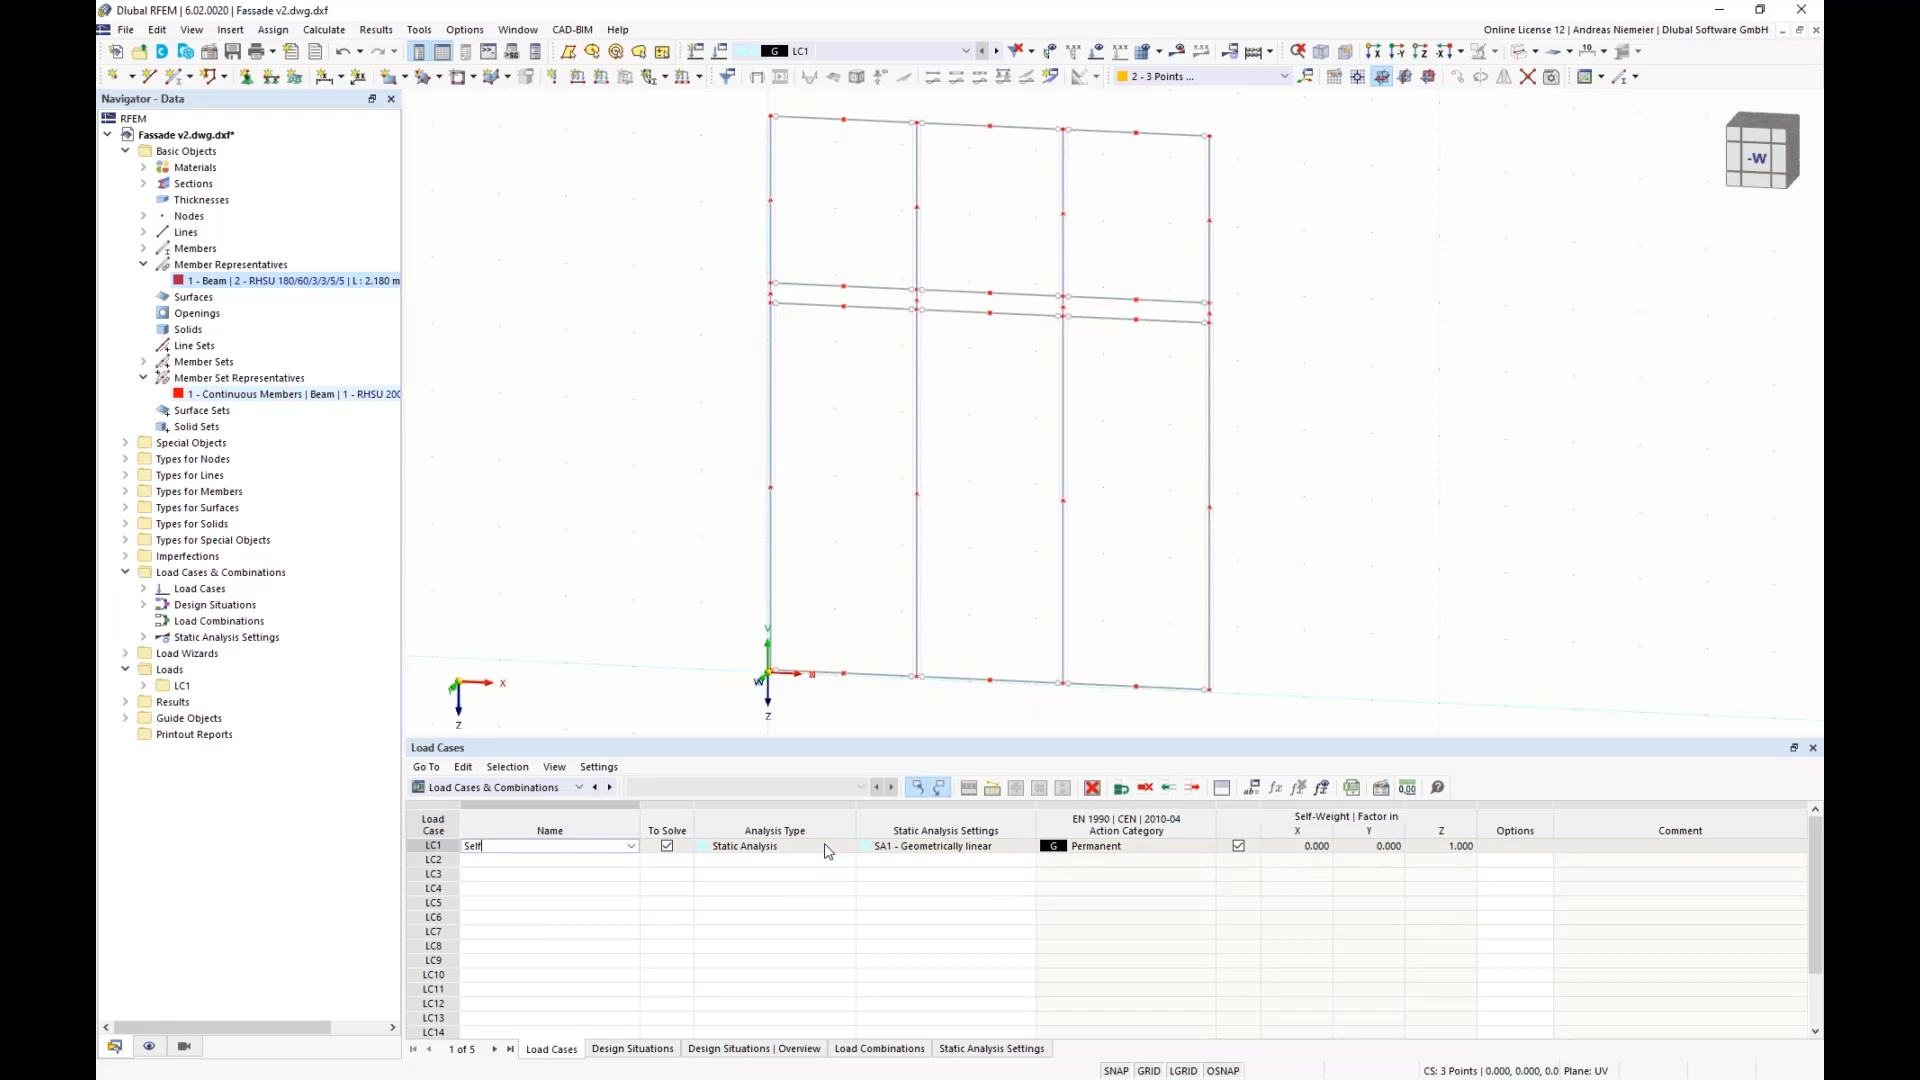 Dlubal RFEM | 6.02.0020 | Fassade v2.dwg.dxf*
File Edit View Insert Assign Calculate Results Tools Options Window CAD-BIM Help
Online License 12 | Andreas Niemeier | Dlubal Software GmbH
G LC1
2 - 3 Points ...
Navigator - Data
RFEM
Fassade v2.dwg.dxf*
Basic Objects
Materials
Sections
Thicknesses
Nodes
Lines
Members
Member Representatives
1 - Beam | 2 - RHSU 180/60/3/3/5/5 | L : 2.180 m
Surfaces
Openings
Solids
Line Sets
Member Sets
Member Set Representatives
1 - Continuous Members | Beam | 1 - RHSU 200
Surface Sets
Solid Sets
Special Objects
Types for Nodes
Types for Lines
Types for Members
Types for Surfaces
Types for Solids
Types for Special Objects
Imperfections
Load Cases & Combinations
Load Cases
Design Situations
Load Combinations
Static Analysis Settings
Load Wizards
Loads
LC1
Results
Guide Objects
Printout Reports
-W
X
Z
V
W
Z
Load Cases
Go To Edit Selection View Settings
Load Cases & Combinations
Load Case
Name
To Solve
Analysis Type
Static Analysis Settings
EN 1990 | CEN | 2010-04
Action Category
Self-Weight | Factor in
X Y Z
Options
Comment
LC1 Self Static Analysis SA1 - Geometrically linear G Permanent 0.000 0.000 1.000
LC2
LC3
LC4
LC5
LC6
LC7
LC8
LC9
LC10
LC11
LC12
LC13
LC14
1 of 5 Load Cases Design Situations Design Situations | Overview Load Combinations Static Analysis Settings
SNAP GRID LGRID OSNAP
CS: 3 Points | 0.000, 0.000, 0.0 Plane: UV